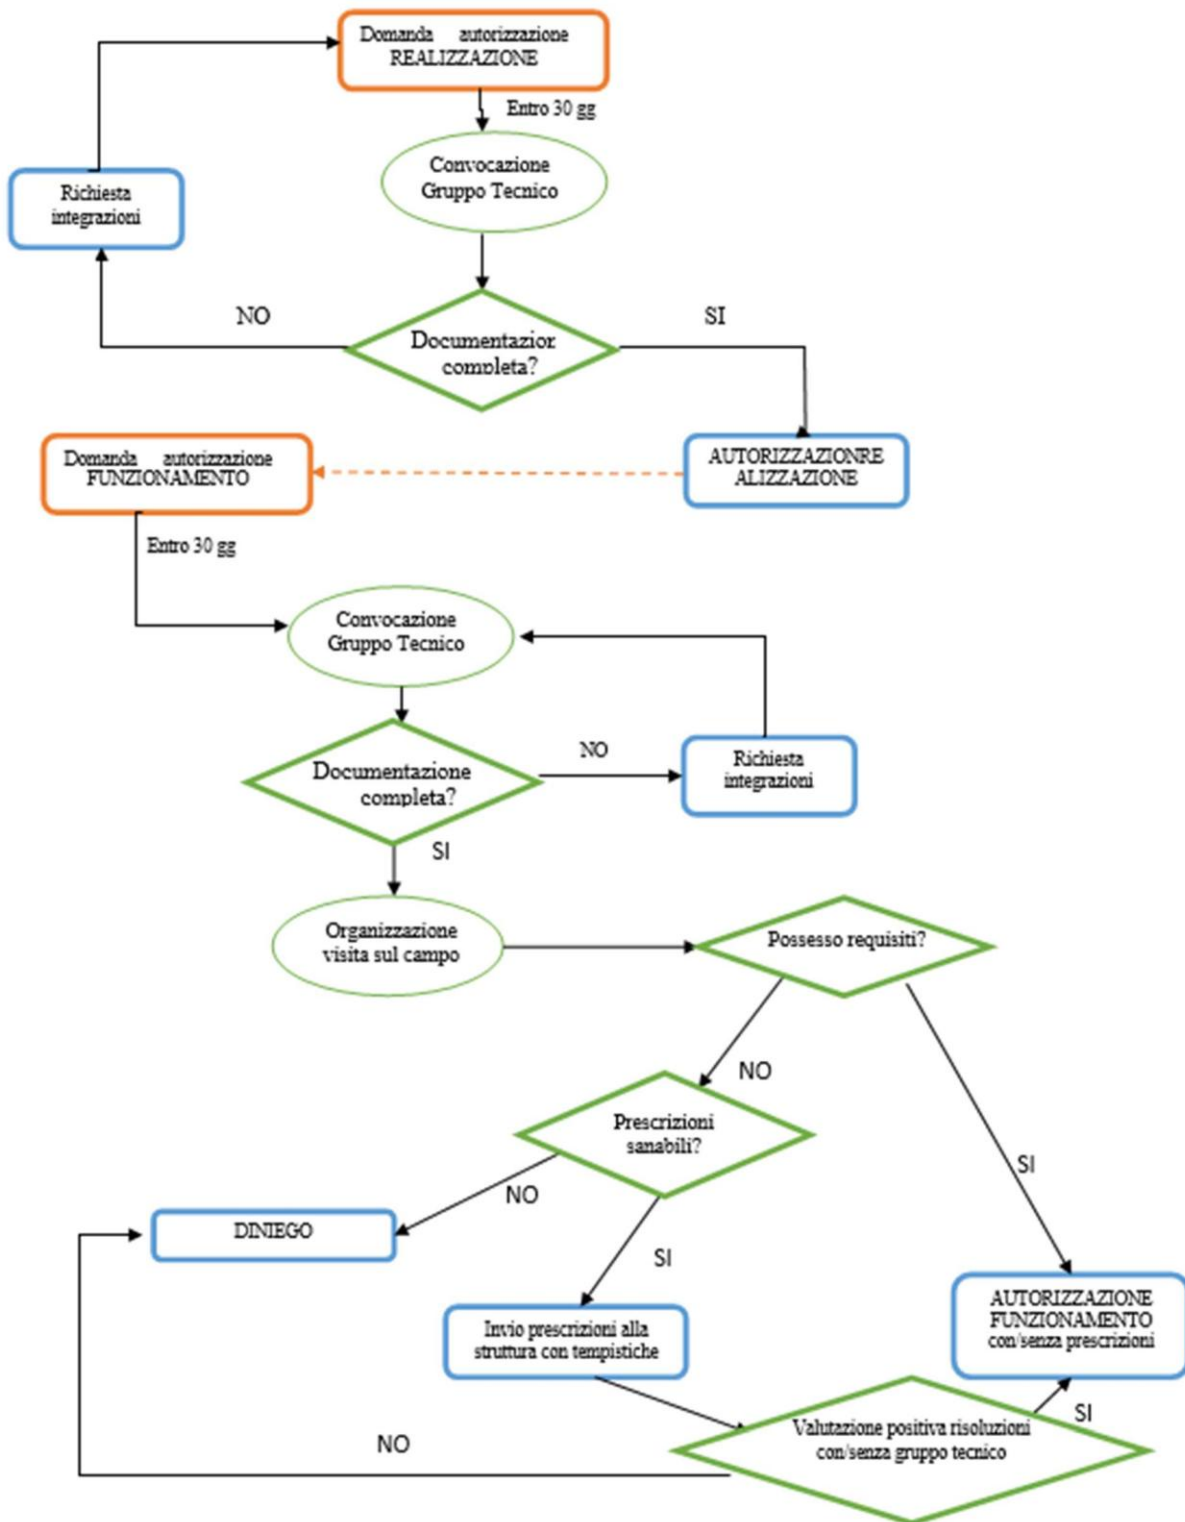 Domanda autorizzazione
REALIZZAZIONE
Entro 30 gg
Convocazione
Gruppo Tecnico
Richiesta
integrazioni
NO
SI
Documentazior
completa?
Domanda autorizzazione
FUNZIONAMENTO
AUTORIZZAZIONRE
ALIZZAZIONE
Entro 30 gg
Convocazione
Gruppo Tecnico
Documentazione
completa?
NO
Richiesta
integrazioni
SI
Organizzazione
visita sul campo
Possesso requisiti?
NO
Prescrizioni
sanabili?
SI
NO
DINIEGO
SI
Invio prescrizioni alla
struttura con tempistiche
AUTORIZZAZIONE
FUNZIONAMENTO
con/senza prescrizioni
SI
Valutazione positiva risoluzioni
con/senza gruppo tecnico
NO